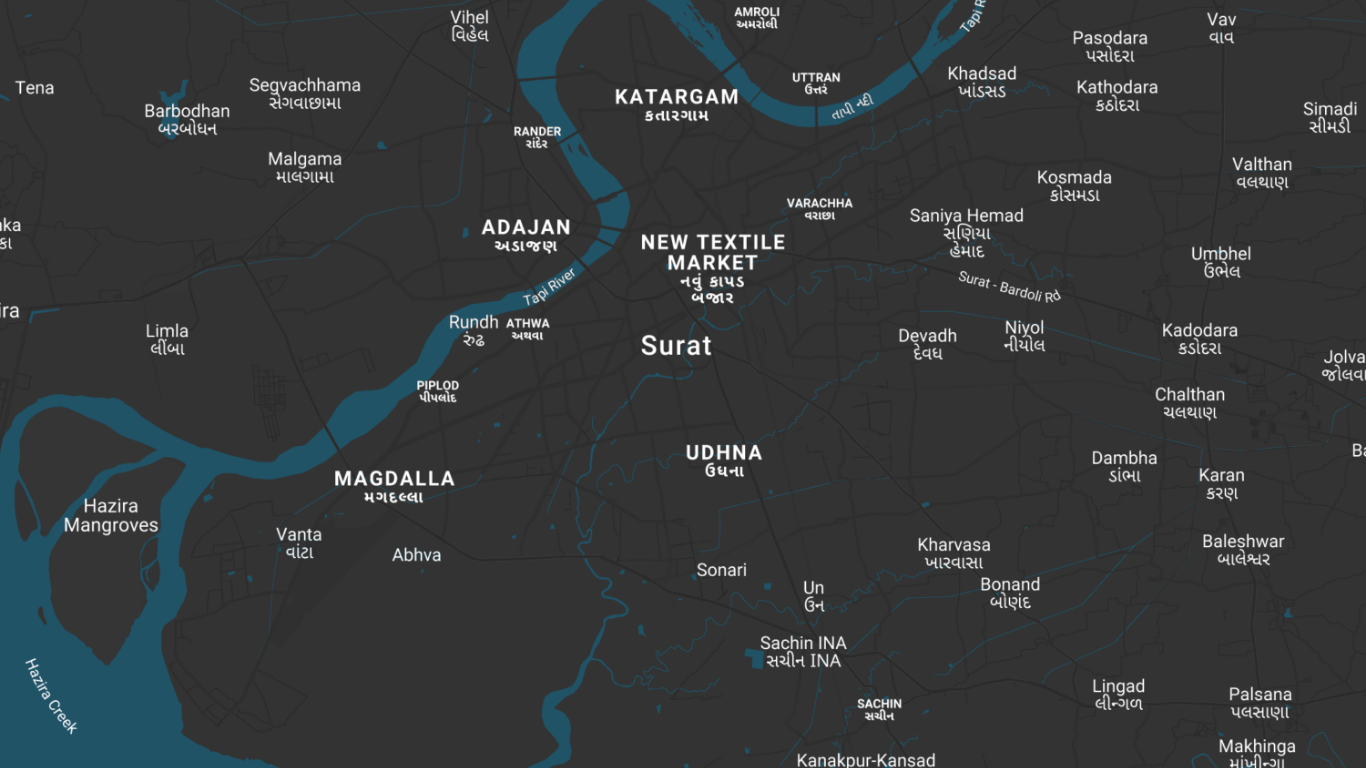 Vihel
વિહેલ
AMROLI
અમરોલી
Tapi R
Vav
વાવ
Pasodara
પસોદરા
Tena
Segvachhama
સેગવાછામા
KATARGAM
કતારગામ
UTTRAN
ઉત્તરં
Khadsad
ખાંડસડ
Kathodara
કઠોદરા
Barbodhan
બરબોધન
તાપી નદી
Simadi
સીમડી
RANDER
રાંદેર
Malgama
માલગામા
Valthan
વલથાણ
Kosmada
કોસમડા
VARACHHA
વરાછા
ADAJAN
અડાજણ
Saniya Hemad
સણિયા
હેમાદ
NEW TEXTILE
MARKET
નવું કાપડ
બજાર
Umbhel
ઉંભેલ
Tapi River
Surat - Bardoli Rd
Limla
લીંબા
Rundh
રુંઢ
ATHWA
અથવા
Surat
Devadh
દેવધ
Niyol
નીયોલ
Kadodara
કડોદરા
Jolva
જોલવા
PIPLOD
પીપલોદ
Chalthan
ચલથાણ
UDHNA
ઉધના
MAGDALLA
મગદલ્લા
Dambha
ડાંભા
Karan
કરણ
Hazira
Mangroves
Vanta
વાંટા
Abhva
Kharvasa
ખારવાસા
Baleshwar
બાલેશ્વર
Sonari
Un
ઉન
Bonand
બોણંદ
Sachin INA
સચીન INA
Hazira Creek
SACHIN
સચીન
Lingad
લીન્ગળ
Palsana
પલસાણા
Kanakpur-Kansad
Makhinga
માંખીન્ગા